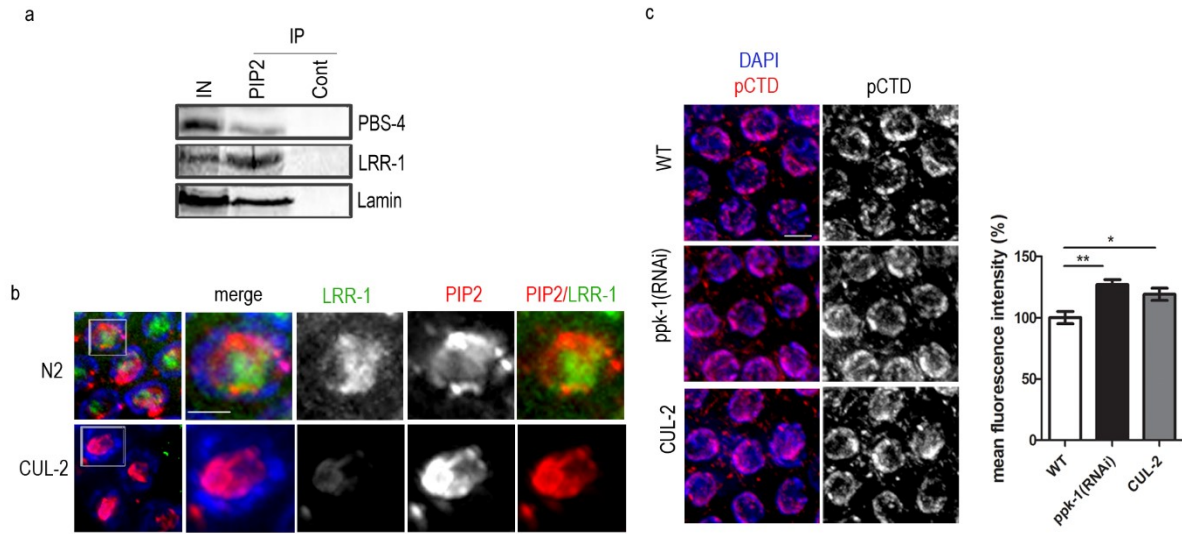 a
IP
IN
PIP2
Cont
PBS-4
LRR-1
Lamin
b
merge
LRR-1
PIP2
PIP2/LRR-1
N2
CUL-2
c
DAPI
pCTD
pCTD
WT
ppk-1(RNAi)
CUL-2
mean fluorescence intensity (%)
150
100
50
0
*
**
WT
ppk-1(RNAi)
CUL-2